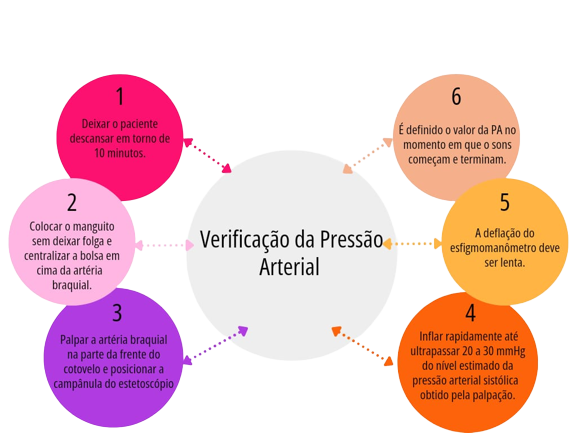 1
Deixar o paciente
descansar em torno de
10 minutos.
2
Colocar o manguito
sem deixar folga e
centralizar a bolsa em
cima da artéria
braquial.
3
Palpar a artéria braquial
na parte da frente do
cotovelo e posicionar a
campânula do estetoscópio
Verificação da Pressão
Arterial
6
É definido o valor da PA no
momento em que o sons
começam e terminam.
5
A deflação do
esfigmomanômetro deve
ser lenta.
4
Inflar rapidamente até
ultrapassar 20 a 30 mmHg
do nível estimado da
pressão arterial sistólica
obtido pela palpação.